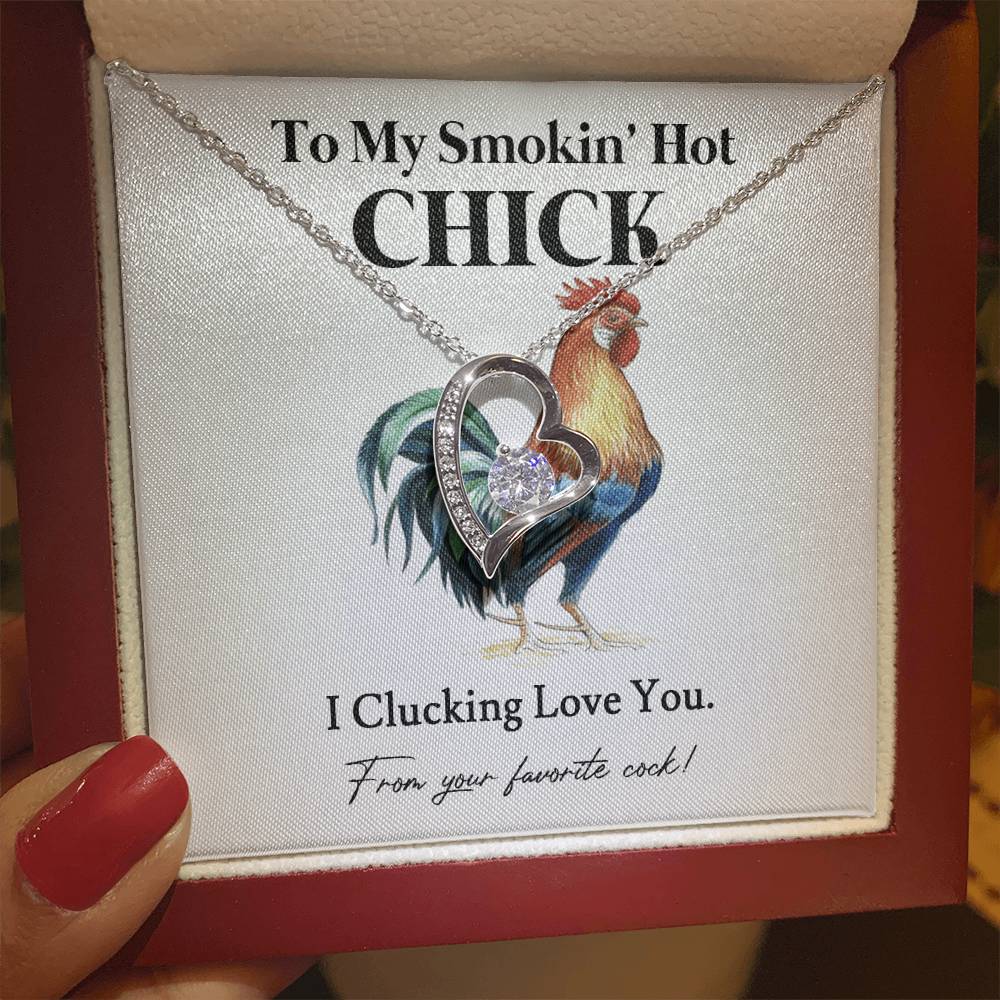 To My Smokin' Hot
CHICK
I Clucking Love You.
From your favorite cock!